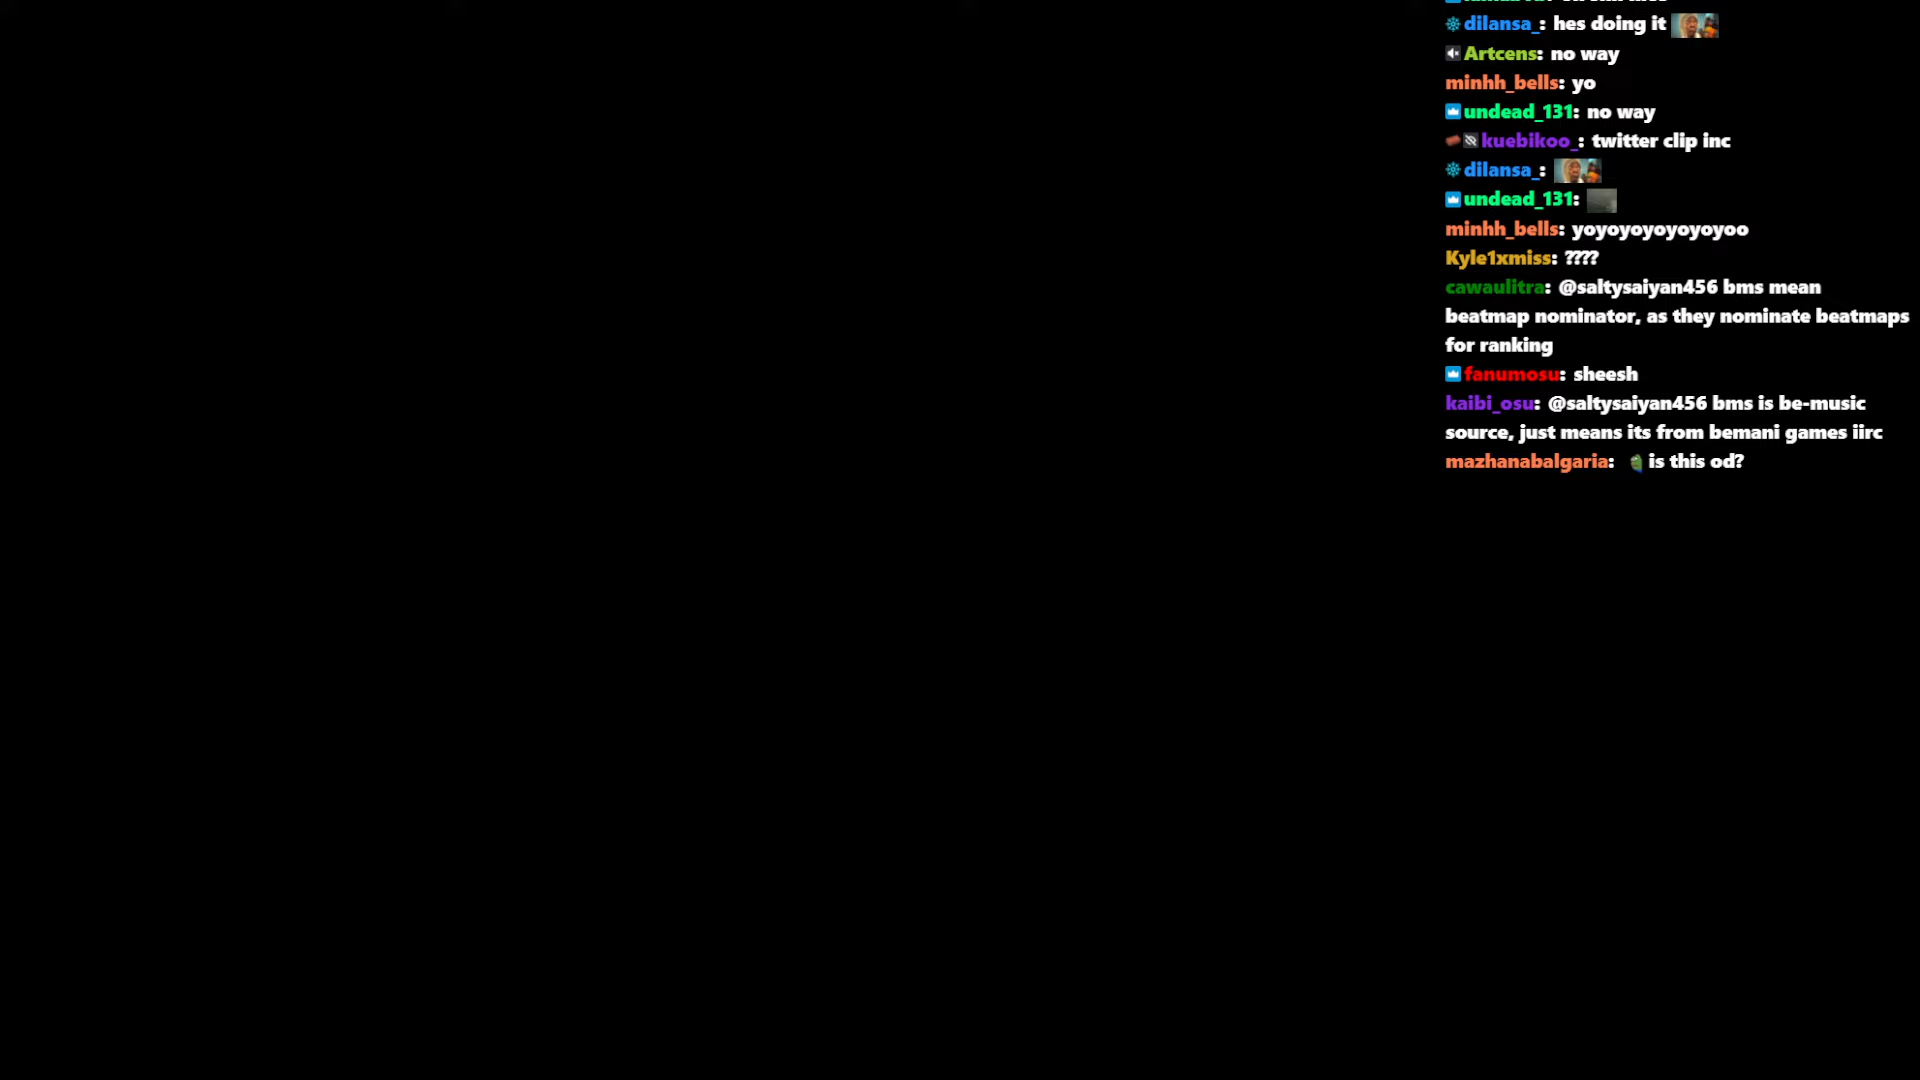 dilansa_: hes doing it
Artcens: no way
minhh_bells: yo
undead_131: no way
kuebikoo_: twitter clip inc
dilansa_:
undead_131:
minhh_bells: yoyoyoyoyoyoyoo
Kyle1xmiss: ????
cawaulitra: @saltysaiyan456 bms mean
beatmap nominator, as they nominate beatmaps
for ranking
fanumosu: sheesh
kaibi_osu: @saltysaiyan456 bms is be-music
source, just means its from bemani games iirc
mazhanabalgaria: is this od?